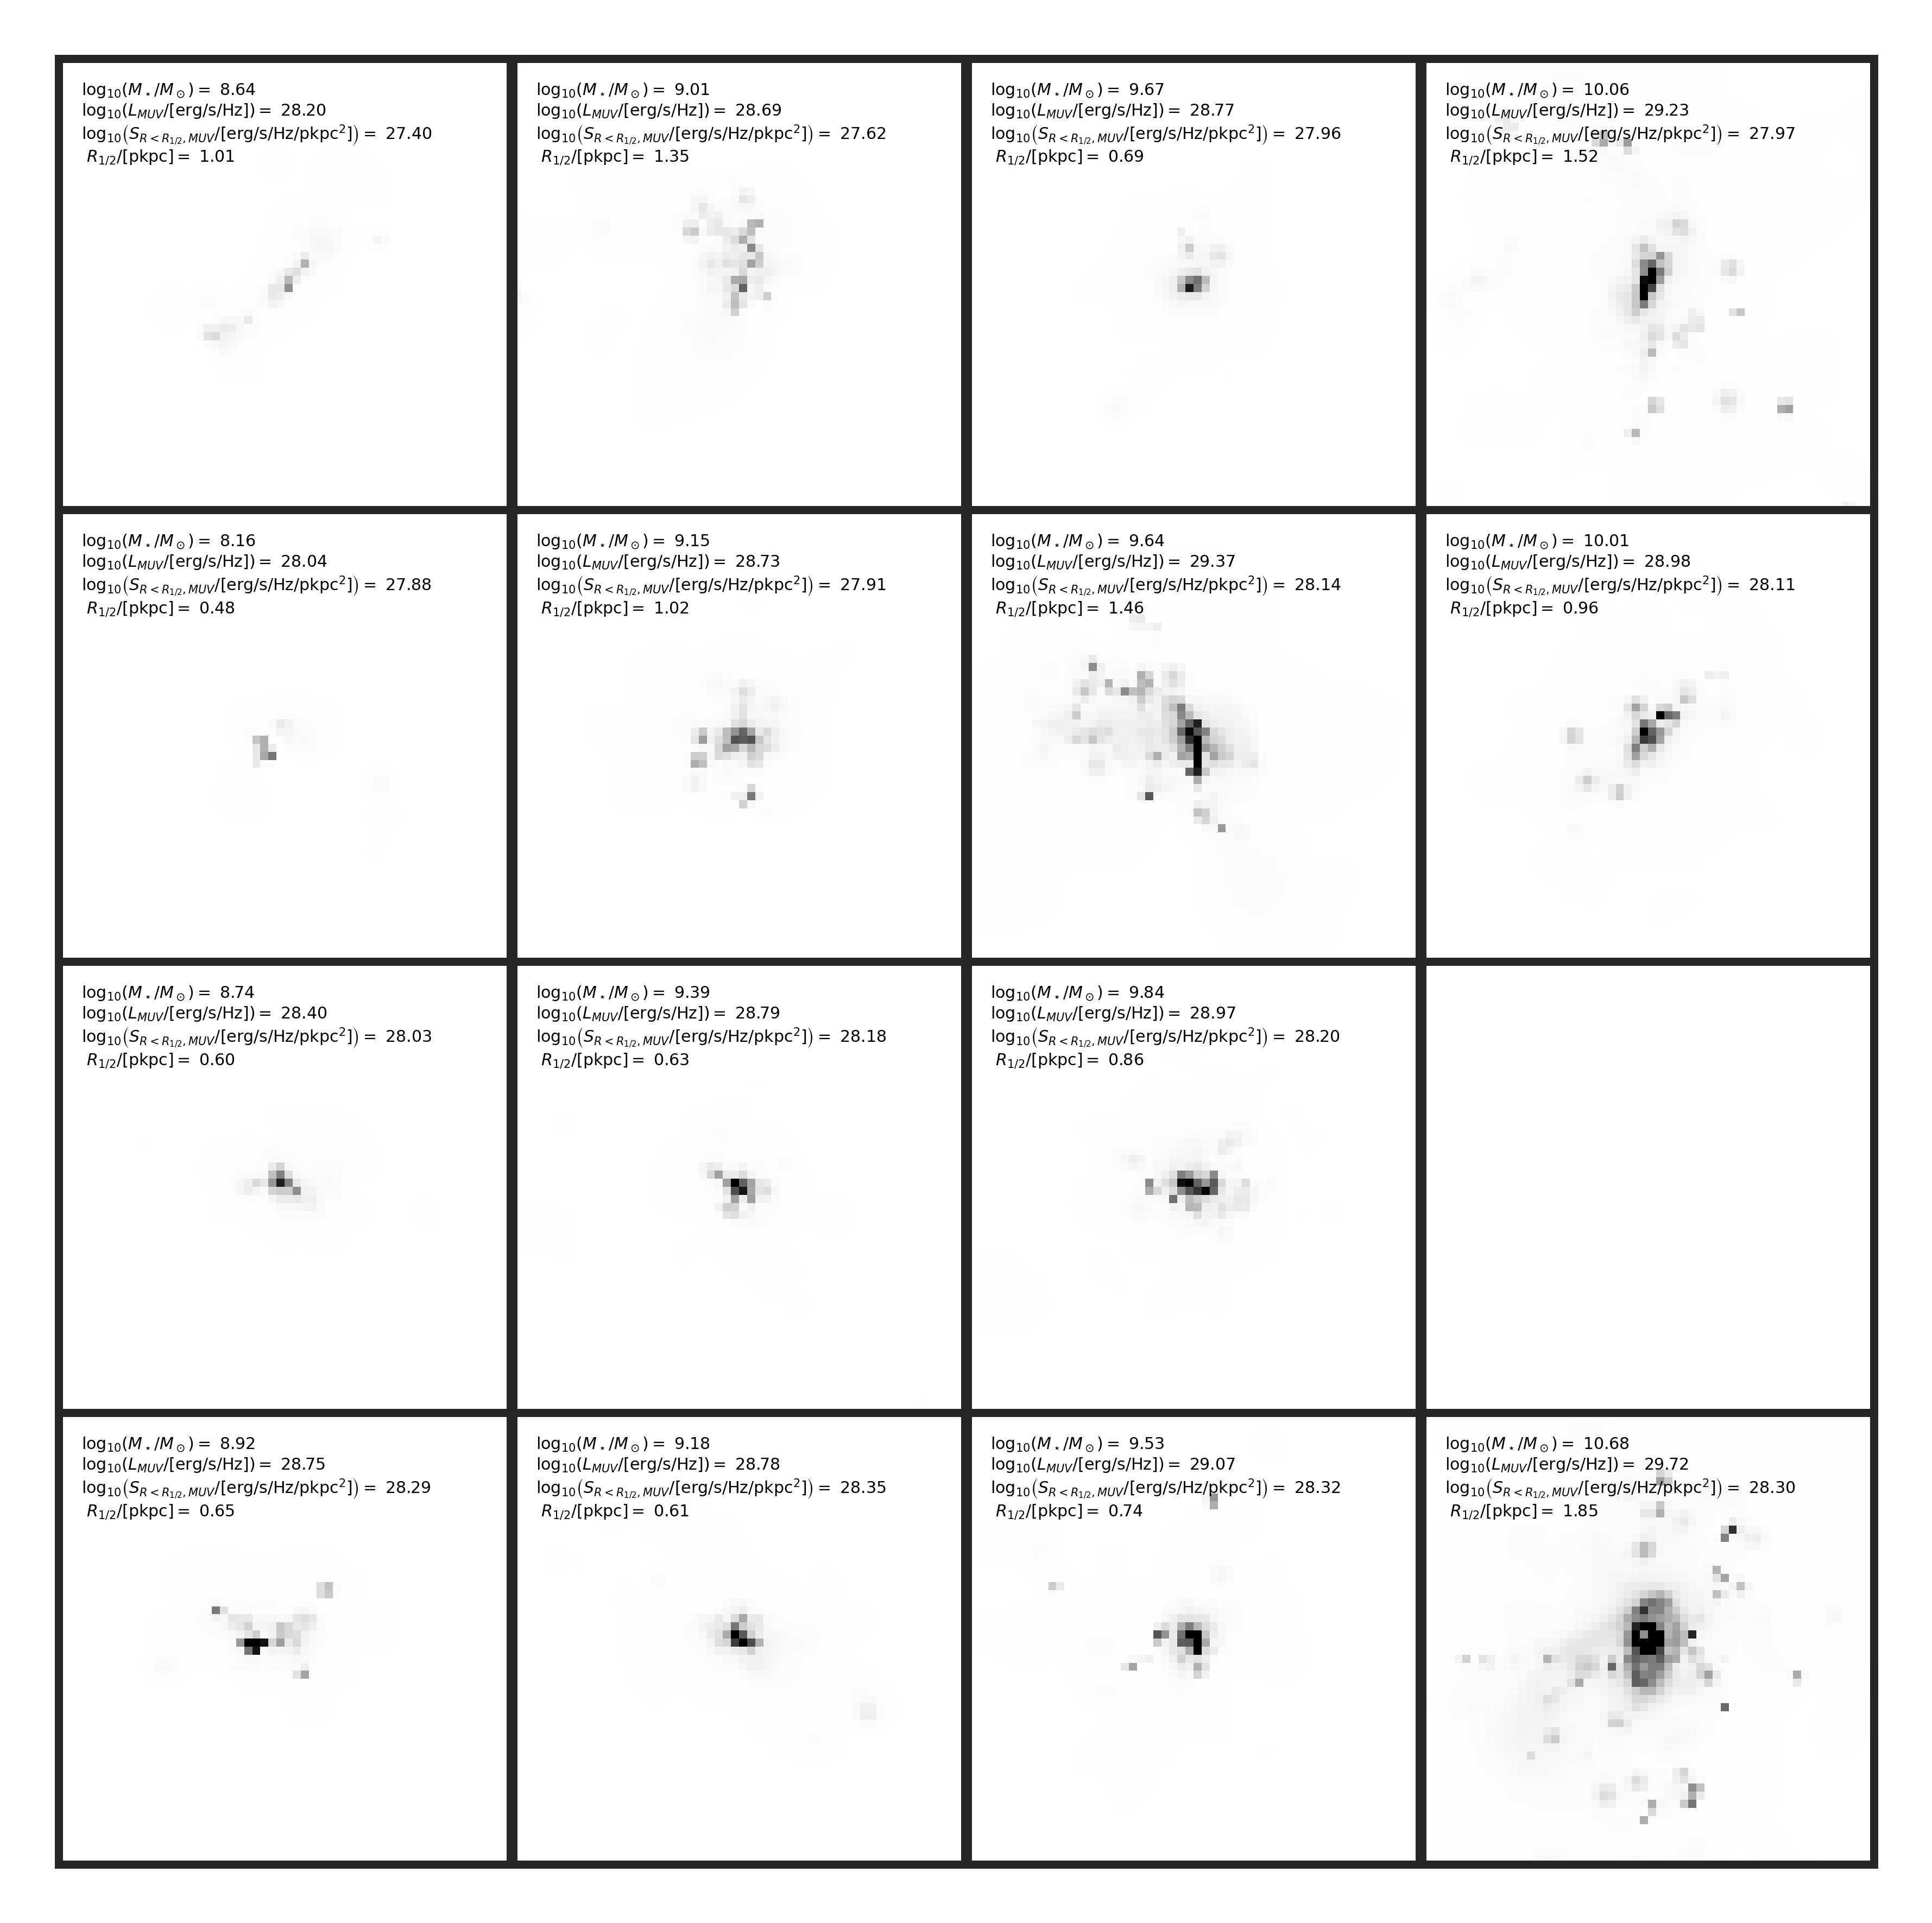 log₁₀(M⋆/M⊙) = 8.64
log₁₀(L_MUV/[erg/s/Hz]) = 28.20
log₁₀(S_R<R₁/₂,MUV/[erg/s/Hz/pkpc²]) = 27.40
R₁/₂/[pkpc] = 1.01
log₁₀(M⋆/M⊙) = 9.01
log₁₀(L_MUV/[erg/s/Hz]) = 28.69
log₁₀(S_R<R₁/₂,MUV/[erg/s/Hz/pkpc²]) = 27.62
R₁/₂/[pkpc] = 1.35
log₁₀(M⋆/M⊙) = 9.67
log₁₀(L_MUV/[erg/s/Hz]) = 28.77
log₁₀(S_R<R₁/₂,MUV/[erg/s/Hz/pkpc²]) = 27.96
R₁/₂/[pkpc] = 0.69
log₁₀(M⋆/M⊙) = 10.06
log₁₀(L_MUV/[erg/s/Hz]) = 29.23
log₁₀(S_R<R₁/₂,MUV/[erg/s/Hz/pkpc²]) = 27.97
R₁/₂/[pkpc] = 1.52
log₁₀(M⋆/M⊙) = 8.16
log₁₀(L_MUV/[erg/s/Hz]) = 28.04
log₁₀(S_R<R₁/₂,MUV/[erg/s/Hz/pkpc²]) = 27.88
R₁/₂/[pkpc] = 0.48
log₁₀(M⋆/M⊙) = 9.15
log₁₀(L_MUV/[erg/s/Hz]) = 28.73
log₁₀(S_R<R₁/₂,MUV/[erg/s/Hz/pkpc²]) = 27.91
R₁/₂/[pkpc] = 1.02
log₁₀(M⋆/M⊙) = 9.64
log₁₀(L_MUV/[erg/s/Hz]) = 29.37
log₁₀(S_R<R₁/₂,MUV/[erg/s/Hz/pkpc²]) = 28.14
R₁/₂/[pkpc] = 1.46
log₁₀(M⋆/M⊙) = 10.01
log₁₀(L_MUV/[erg/s/Hz]) = 28.98
log₁₀(S_R<R₁/₂,MUV/[erg/s/Hz/pkpc²]) = 28.11
R₁/₂/[pkpc] = 0.96
log₁₀(M⋆/M⊙) = 8.74
log₁₀(L_MUV/[erg/s/Hz]) = 28.40
log₁₀(S_R<R₁/₂,MUV/[erg/s/Hz/pkpc²]) = 28.03
R₁/₂/[pkpc] = 0.60
log₁₀(M⋆/M⊙) = 9.39
log₁₀(L_MUV/[erg/s/Hz]) = 28.79
log₁₀(S_R<R₁/₂,MUV/[erg/s/Hz/pkpc²]) = 28.18
R₁/₂/[pkpc] = 0.63
log₁₀(M⋆/M⊙) = 9.84
log₁₀(L_MUV/[erg/s/Hz]) = 28.97
log₁₀(S_R<R₁/₂,MUV/[erg/s/Hz/pkpc²]) = 28.20
R₁/₂/[pkpc] = 0.86
log₁₀(M⋆/M⊙) = 8.92
log₁₀(L_MUV/[erg/s/Hz]) = 28.75
log₁₀(S_R<R₁/₂,MUV/[erg/s/Hz/pkpc²]) = 28.29
R₁/₂/[pkpc] = 0.65
log₁₀(M⋆/M⊙) = 9.18
log₁₀(L_MUV/[erg/s/Hz]) = 28.78
log₁₀(S_R<R₁/₂,MUV/[erg/s/Hz/pkpc²]) = 28.35
R₁/₂/[pkpc] = 0.61
log₁₀(M⋆/M⊙) = 9.53
log₁₀(L_MUV/[erg/s/Hz]) = 29.07
log₁₀(S_R<R₁/₂,MUV/[erg/s/Hz/pkpc²]) = 28.32
R₁/₂/[pkpc] = 0.74
log₁₀(M⋆/M⊙) = 10.68
log₁₀(L_MUV/[erg/s/Hz]) = 29.72
log₁₀(S_R<R₁/₂,MUV/[erg/s/Hz/pkpc²]) = 28.30
R₁/₂/[pkpc] = 1.85